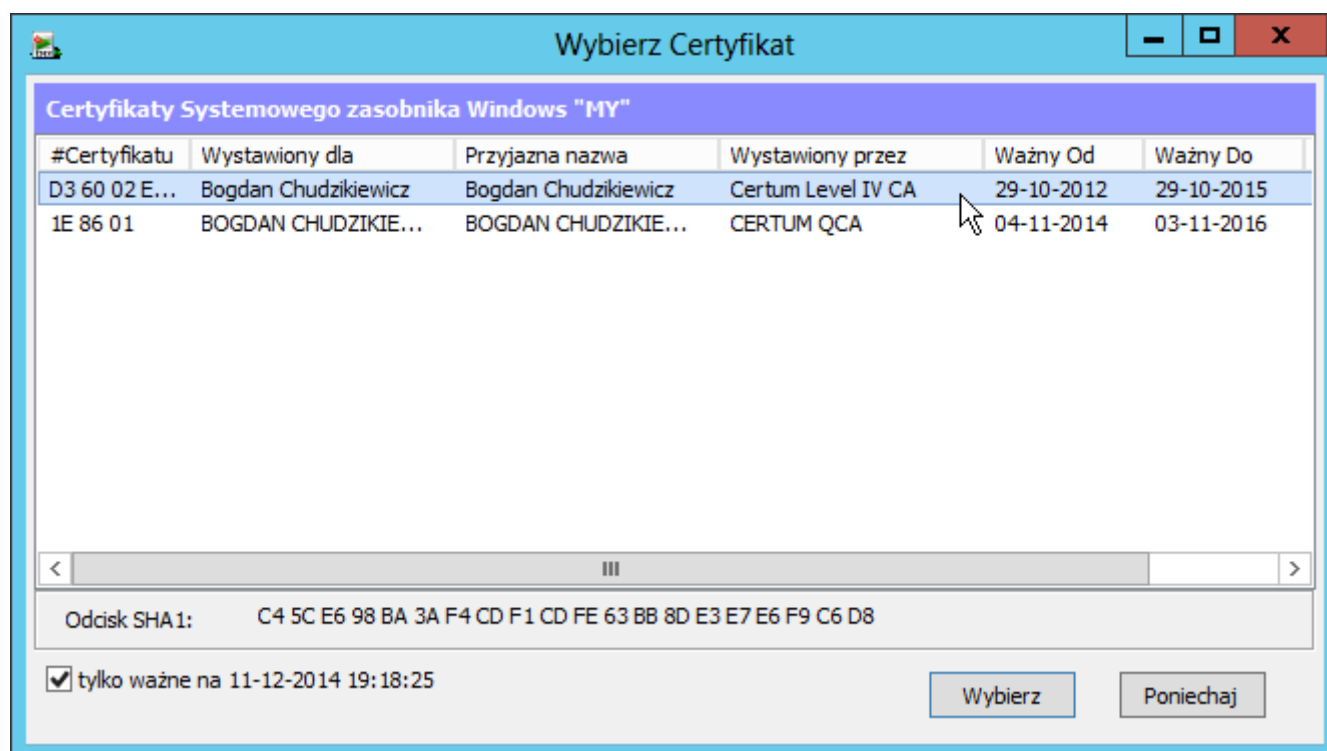 Wybierz Certyfikat
Certyfikaty Systemowego zasobnika Windows "MY"
#Certyfikatu Wystawiony dla Przyjazna nazwa Wystawiony przez Ważny Od Ważny Do
D3 60 02 E... Bogdan Chudzikiewicz Bogdan Chudzikiewicz Certum Level IV CA 29-10-2012 29-10-2015
1E 86 01 BOGDAN CHUDZIKIE... BOGDAN CHUDZIKIE... CERTUM QCA 04-11-2014 03-11-2016
Odcisk SHA1: C4 5C E6 98 BA 3A F4 CD F1 CD FE 63 BB 8D E3 E7 E6 F9 C6 D8
tylko ważne na 11-12-2014 19:18:25
Wybierz Poniechaj